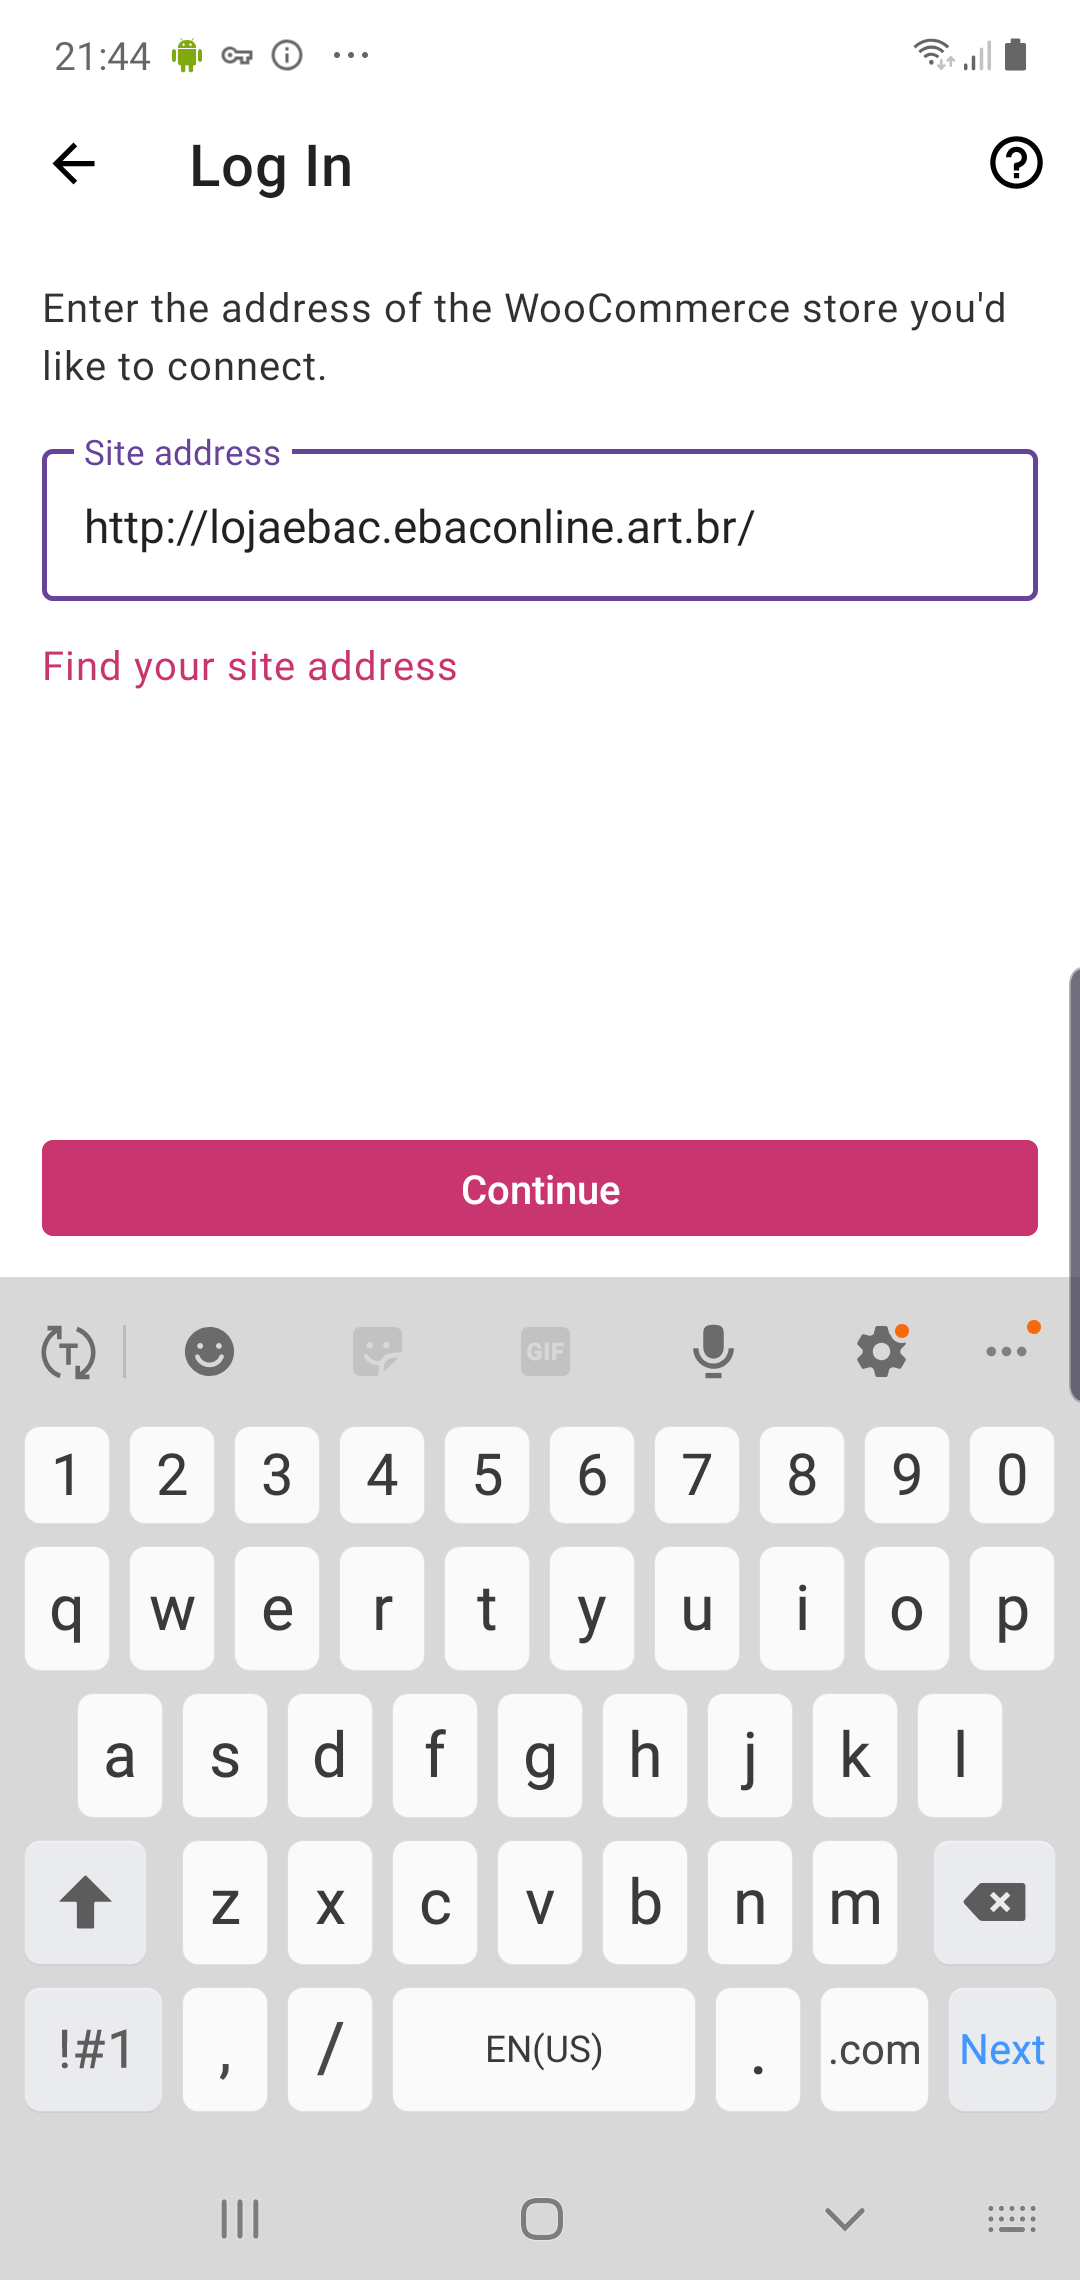 21:44
Log In
Enter the address of the WooCommerce store you'd
like to connect.
Site address
http://lojaebac.ebaconline.art.br/
Find your site address
Continue
T GIF
1 2 3 4 5 6 7 8 9 0
q w e r t y u i o p
a s d f g h j k l
z x c v b n m
!#1 , / EN(US) . .com Next